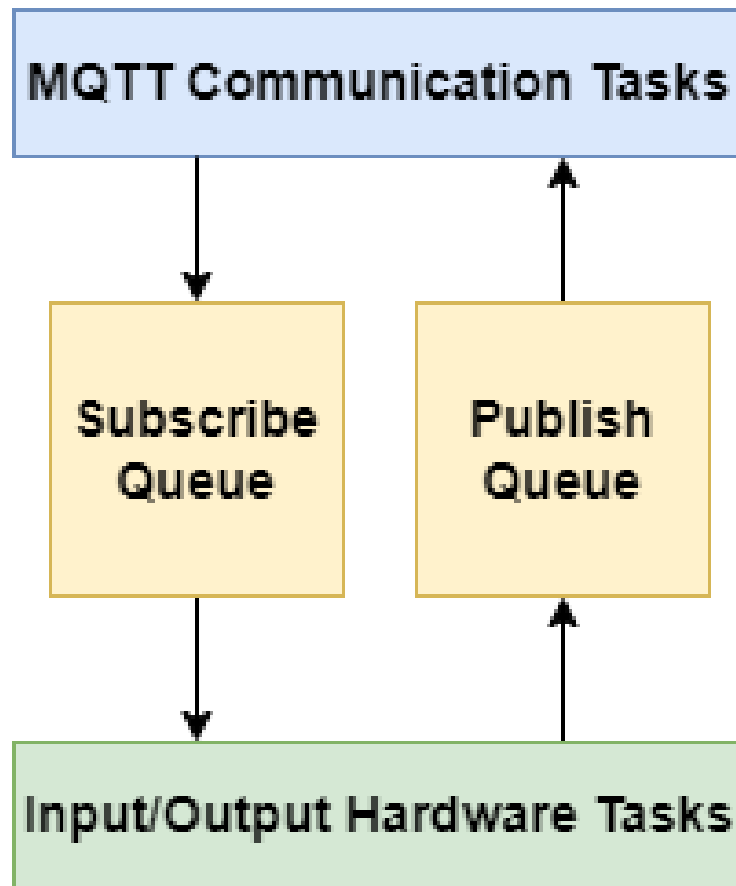 MQTT Communication Tasks
Subscribe
Queue
Publish
Queue
Input/Output Hardware Tasks